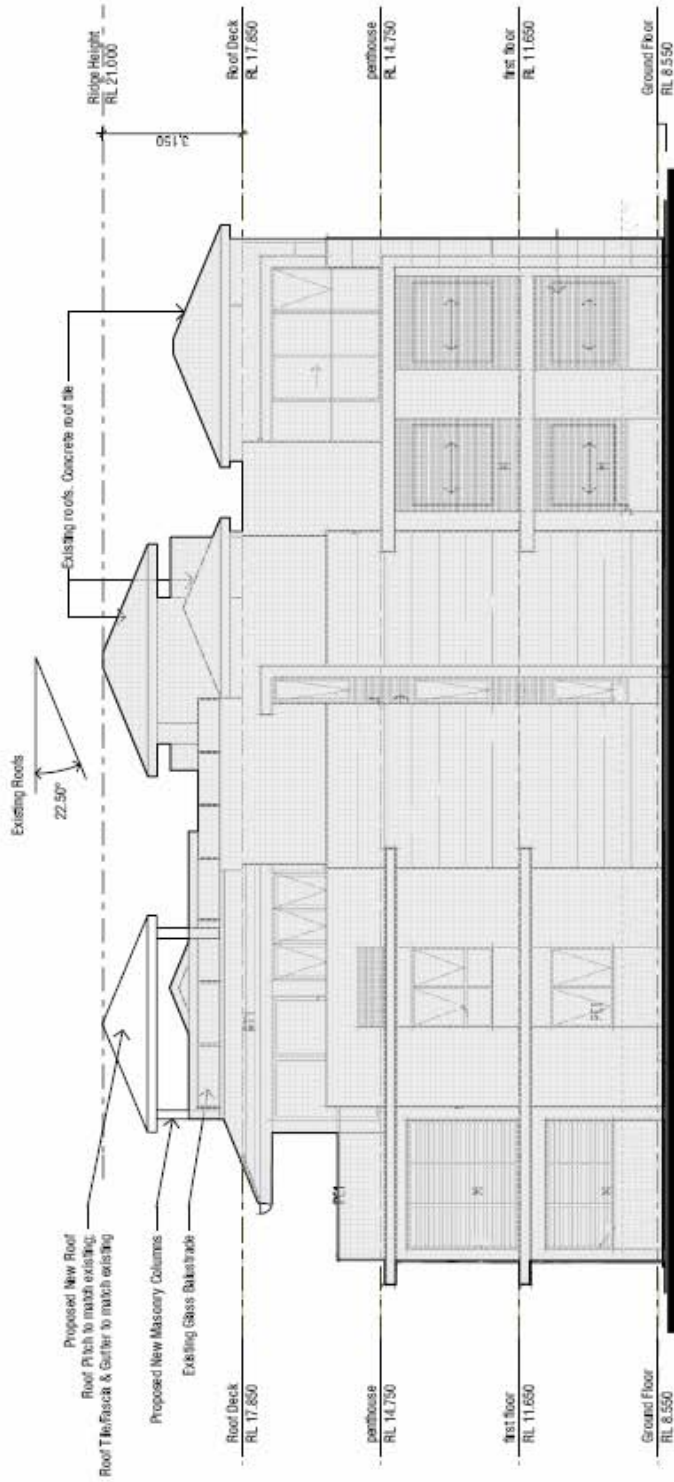 Existing Roofs
22.50°
Existing roofs. Concrete roof tile
Proposed New Roof
Roof Pitch to match existing;
Roof Tile/Fascia & Gutter to match existing
Proposed New Masonry Columns
Existing Glass Balustrade
Ridge Height
RL 21.000
3,150
Roof Deck
RL 17.850
Roof Deck
RL 17.850
penthouse
RL 14.750
penthouse
RL 14.750
first floor
RL 11.650
first floor
RL 11.650
Ground Floor
RL 8.550
Ground Floor
RL 8.550
PC1
PC1